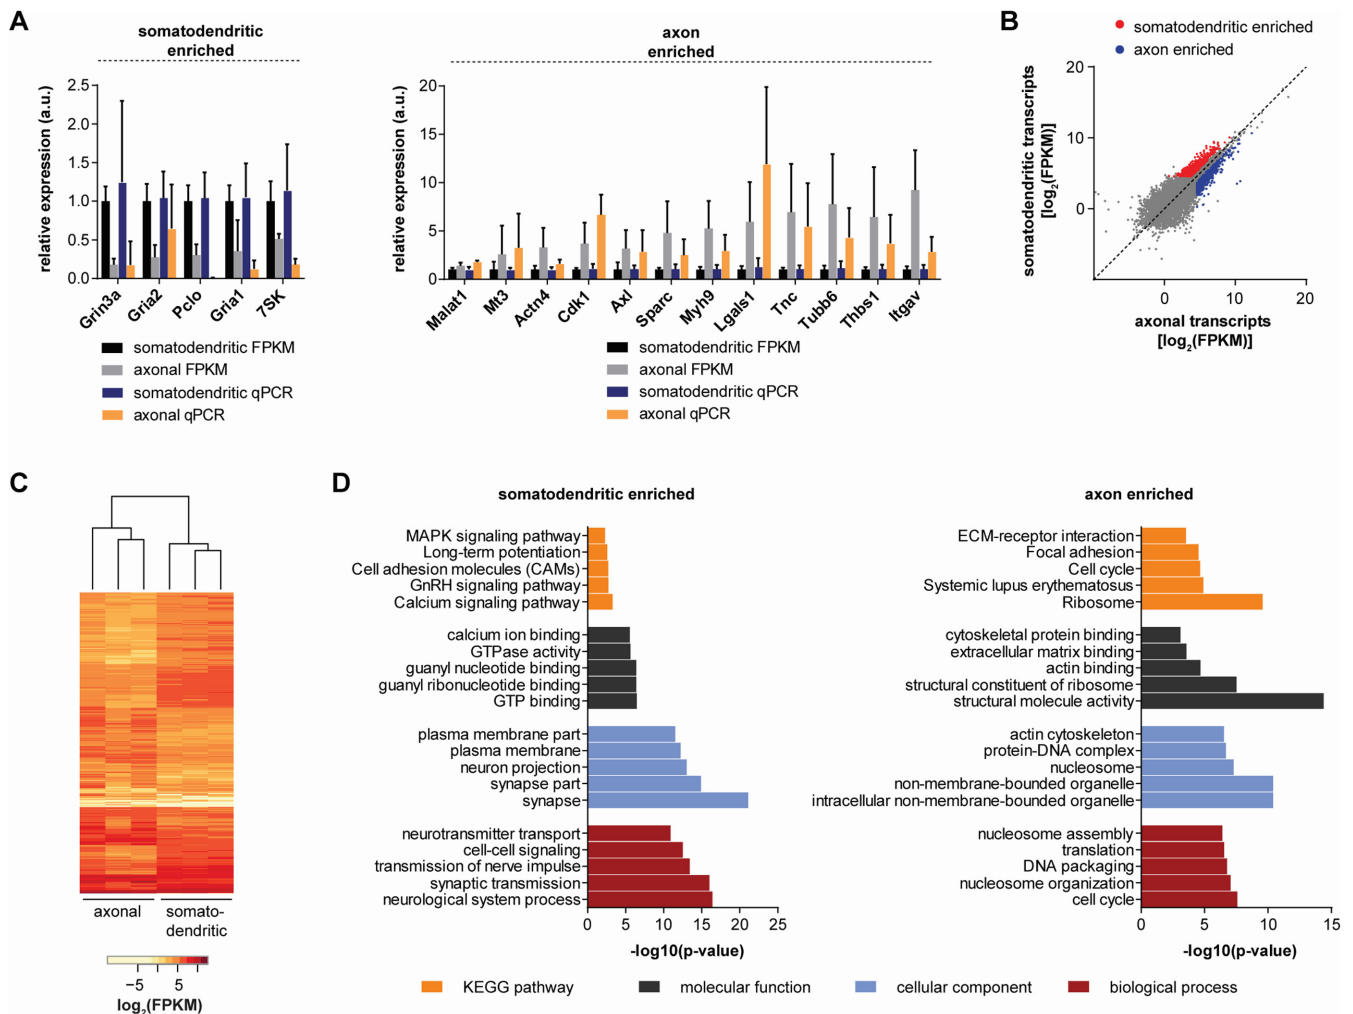 A
somatodendritic
enriched
relative expression (a.u.)
2.5
2.0
1.5
1.0
0.5
0.0
Grin3a
Gria2
Pclo
Gria1
7SK
somatodendritic FPKM
axonal FPKM
somatodendritic qPCR
axonal qPCR
axon
enriched
relative expression (a.u.)
20
15
10
5
0
Malat1
Mt3
Actn4
Cdk1
Axl
Sparc
Myh9
Lgals1
Tnc
Tubb6
Thbs1
Itgav
somatodendritic FPKM
axonal FPKM
somatodendritic qPCR
axonal qPCR
B
somatodendritic enriched
axon enriched
somatodendritic transcripts
[log2(FPKM)]
20
10
0
0
10
20
axonal transcripts
[log2(FPKM)]
C
axonal
somato-
dendritic
−5
5
log2(FPKM)
D
somatodendritic enriched
MAPK signaling pathway
Long-term potentiation
Cell adhesion molecules (CAMs)
GnRH signaling pathway
Calcium signaling pathway
calcium ion binding
GTPase activity
guanyl nucleotide binding
guanyl ribonucleotide binding
GTP binding
plasma membrane part
plasma membrane
neuron projection
synapse part
synapse
neurotransmitter transport
cell-cell signaling
transmission of nerve impulse
synaptic transmission
neurological system process
0 5 10 15 20 25
-log10(p-value)
axon enriched
ECM-receptor interaction
Focal adhesion
Cell cycle
Systemic lupus erythematosus
Ribosome
cytoskeletal protein binding
extracellular matrix binding
actin binding
structural constituent of ribosome
structural molecule activity
actin cytoskeleton
protein-DNA complex
nucleosome
non-membrane-bounded organelle
intracellular non-membrane-bounded organelle
nucleosome assembly
translation
DNA packaging
nucleosome organization
cell cycle
0 5 10 15
-log10(p-value)
KEGG pathway
molecular function
cellular component
biological process